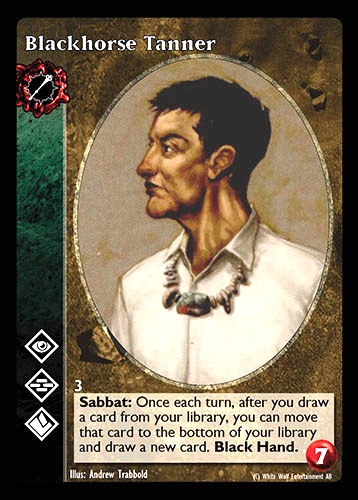 Blackhorse Tanner
3
Sabbat: Once each turn, after you draw
a card from your library, you can move
that card to the bottom of your library
and draw a new card. Black Hand.
7
Illus: Andrew Trabbold
(C) White Wolf Entertainment AB